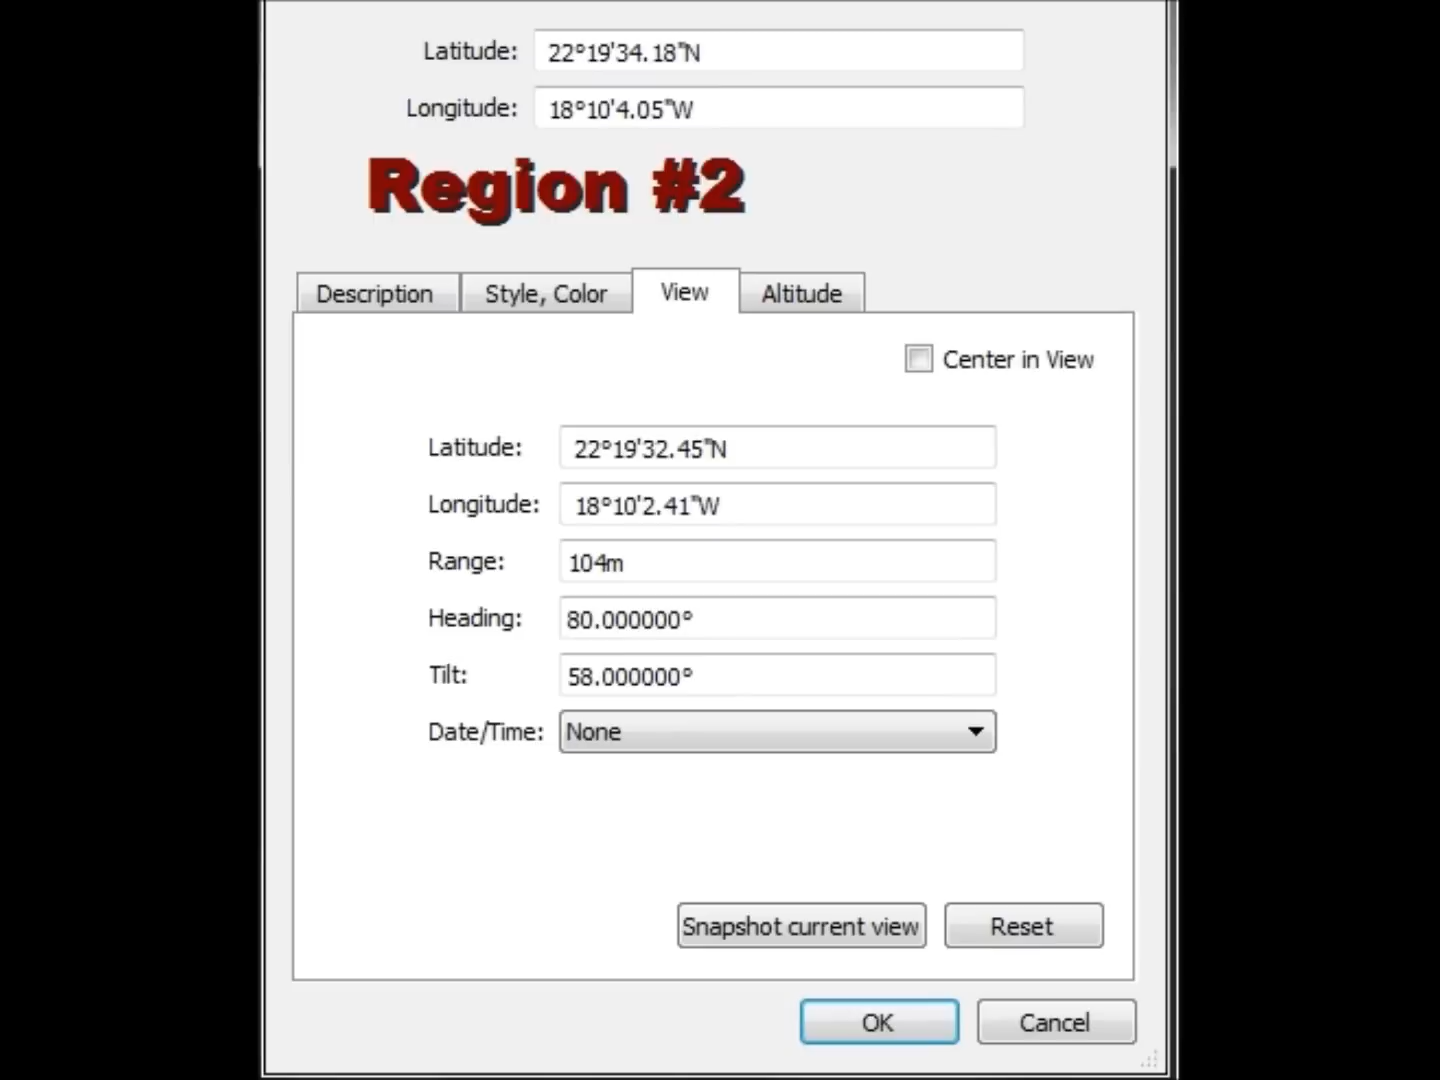 Latitude: 22°19'34.18"N
Longitude: 18°10'4.05"W
Region #2
Description Style, Color View Altitude
Center in View
Latitude: 22°19'32.45"N
Longitude: 18°10'2.41"W
Range: 104m
Heading: 80.000000°
Tilt: 58.000000°
Date/Time: None
Snapshot current view Reset
OK Cancel